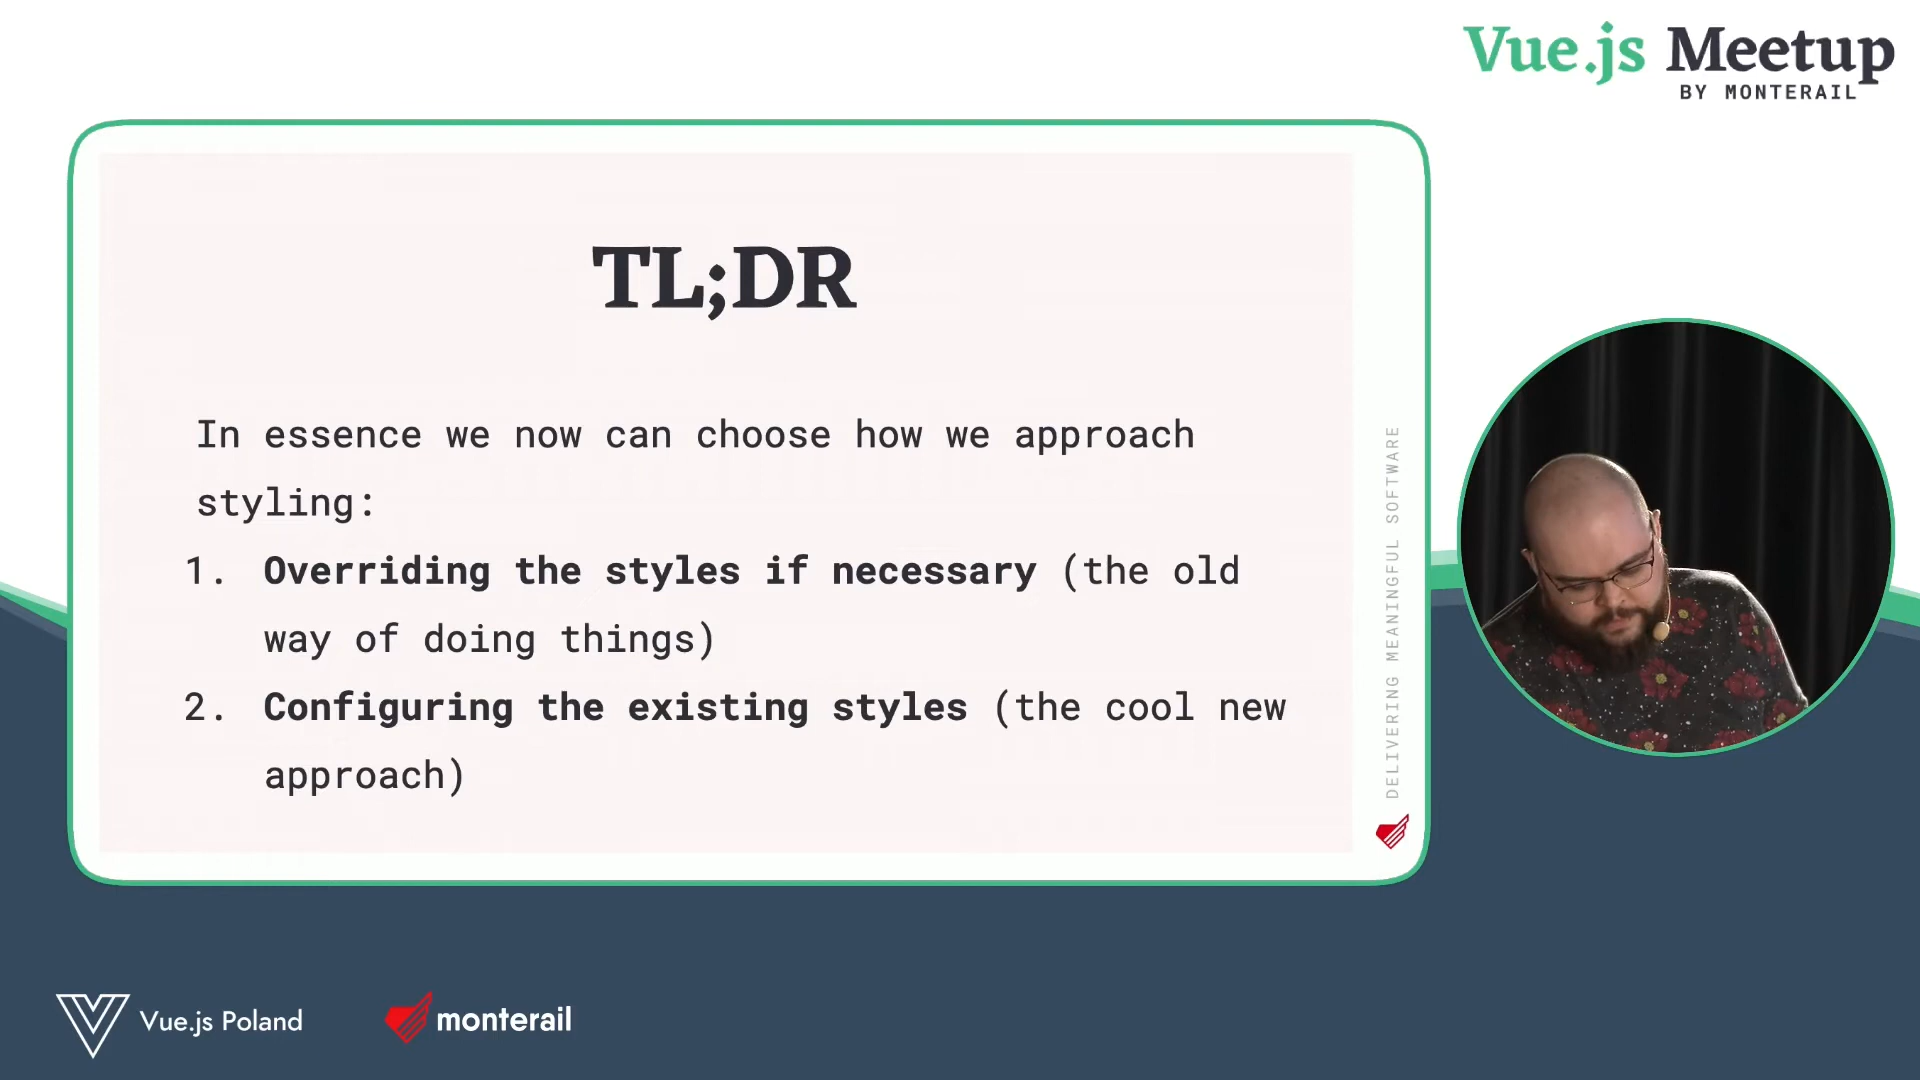 Vue.js Meetup
BY MONTERAIL
TL;DR
In essence we now can choose how we approach
styling:
1. Overriding the styles if necessary (the old
way of doing things)
2. Configuring the existing styles (the cool new
approach)
DELIVERING MEANINGFUL SOFTWARE
Vue.js Poland
monterail